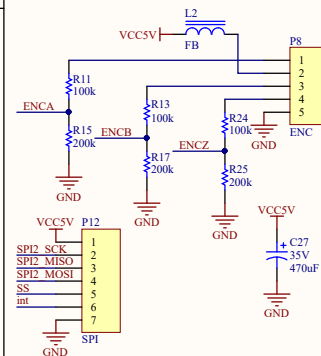 L2
VCC5V
FB
P8
1
2
3
4
5
ENC
R11
100k
ENCA
R15
200k
GND
R13
100k
ENCB
R17
200k
GND
R24
100k
ENCZ
R25
200k
GND
GND
VCC5V
P12
SPI2_SCK
SPI2_MISO
SPI2_MOSI
SS
int
1
2
3
4
5
6
7
SPI
GND
VCC5V
C27
35V
470uF
GND